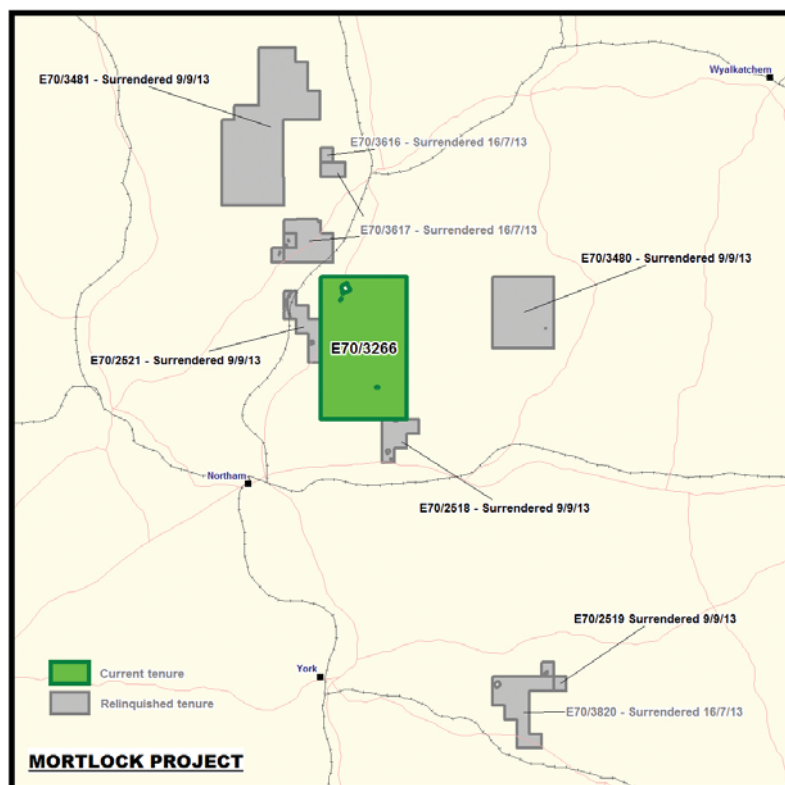 Wyalkatchem
E70/3481 - Surrendered 9/9/13
E70/3616 - Surrendered 16/7/13
E70/3617 - Surrendered 16/7/13
E70/3480 - Surrendered 9/9/13
E70/3266
E70/2521 - Surrendered 9/9/13
Northam
E70/2518 - Surrendered 9/9/13
E70/2519 Surrendered 9/9/13
York
Current tenure
Relinquished tenure
E70/3820 - Surrendered 16/7/13
MORTLOCK PROJECT